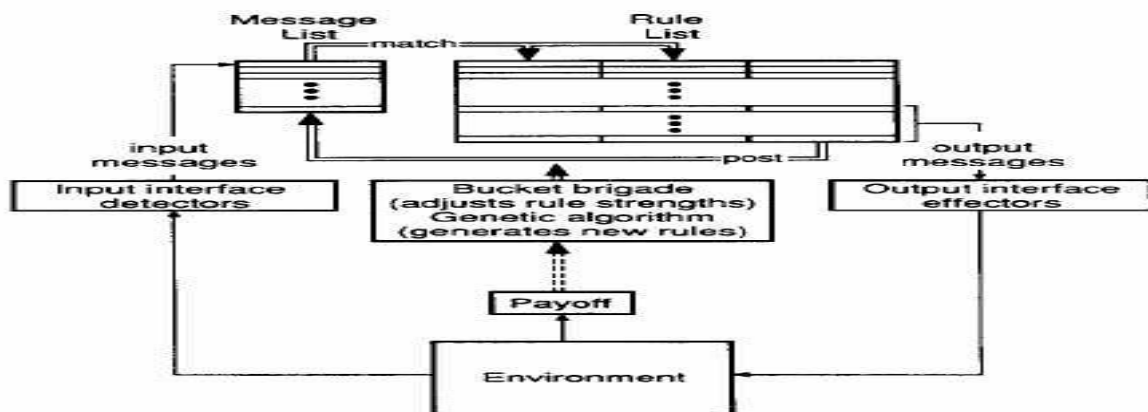 Message
List
match
Rule
List
post
input
messages
output
messages
Input interface
detectors
Bucket brigade
(adjusts rule strengths)
Genetic algorithm
(generates new rules)
Output interface
effectors
Payoff
Environment